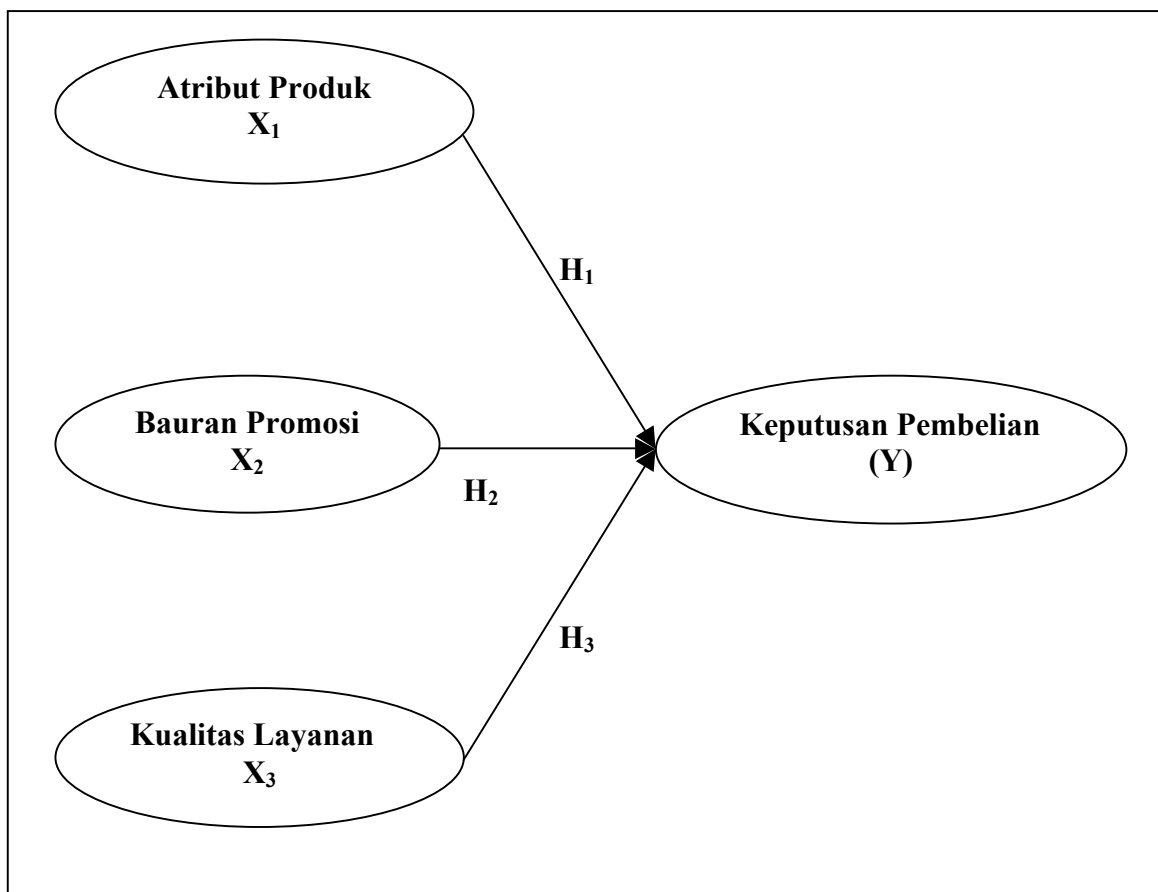 Atribut Produk
X₁
H₁
Bauran Promosi
X₂
H₂
Keputusan Pembelian
(Y)
H₃
Kualitas Layanan
X₃